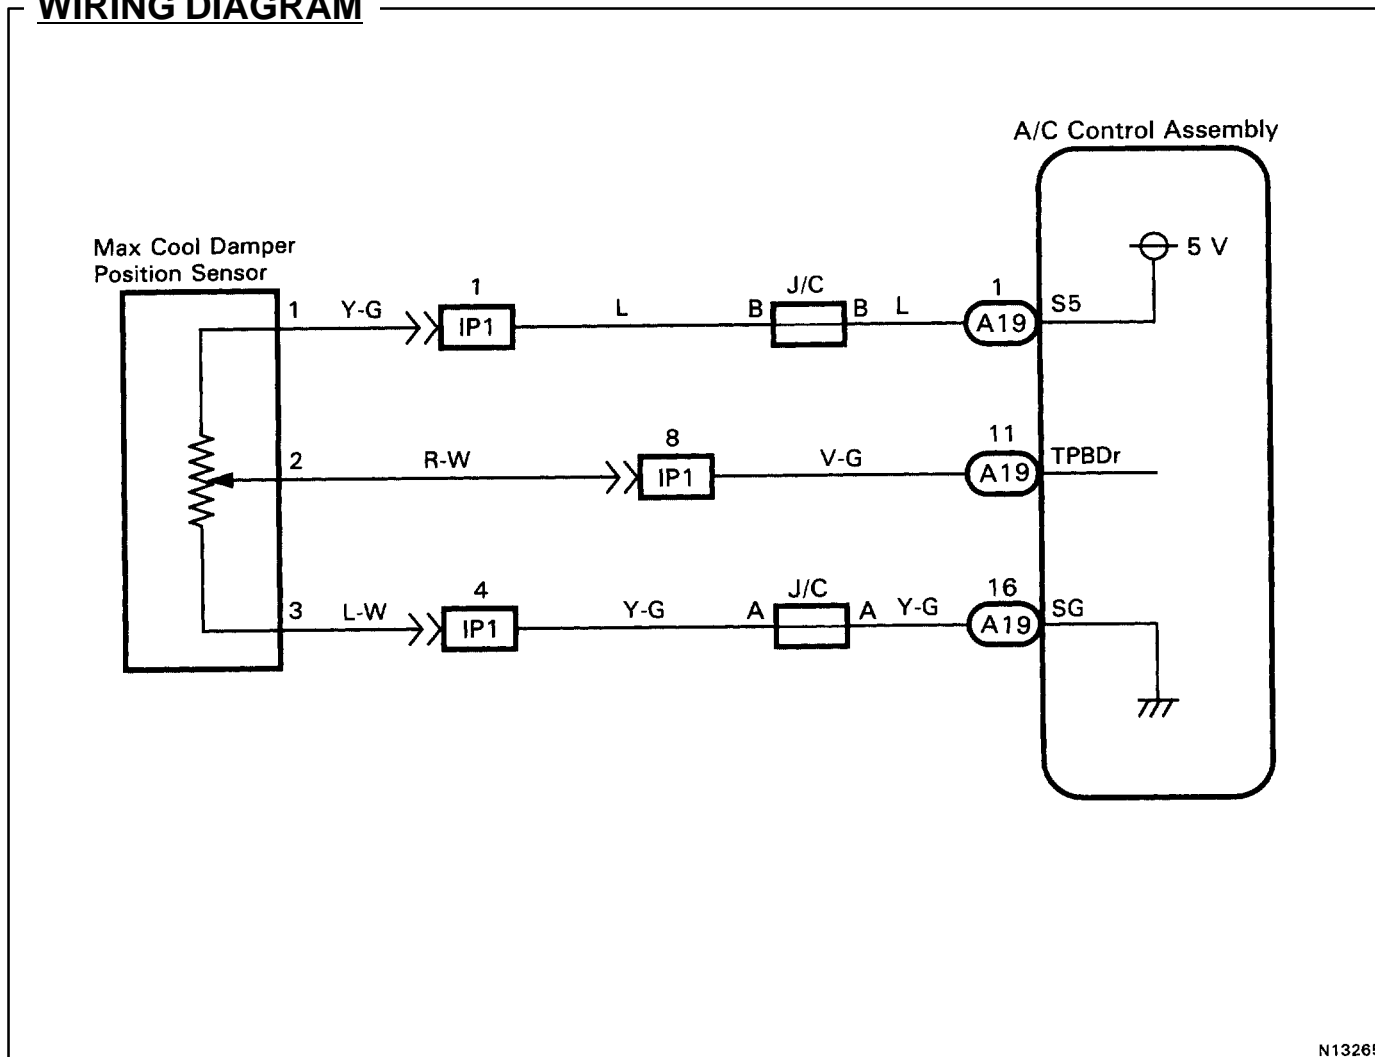 WIRING DIAGRAM
A/C Control Assembly
Max Cool Damper
Position Sensor
1 Y-G 1 IP1 L B J/C B L 1 A19 S5 5 V
2 R-W 8 IP1 V-G 11 A19 TPBDr
3 L-W 4 IP1 Y-G A J/C A Y-G 16 A19 SG
N13265